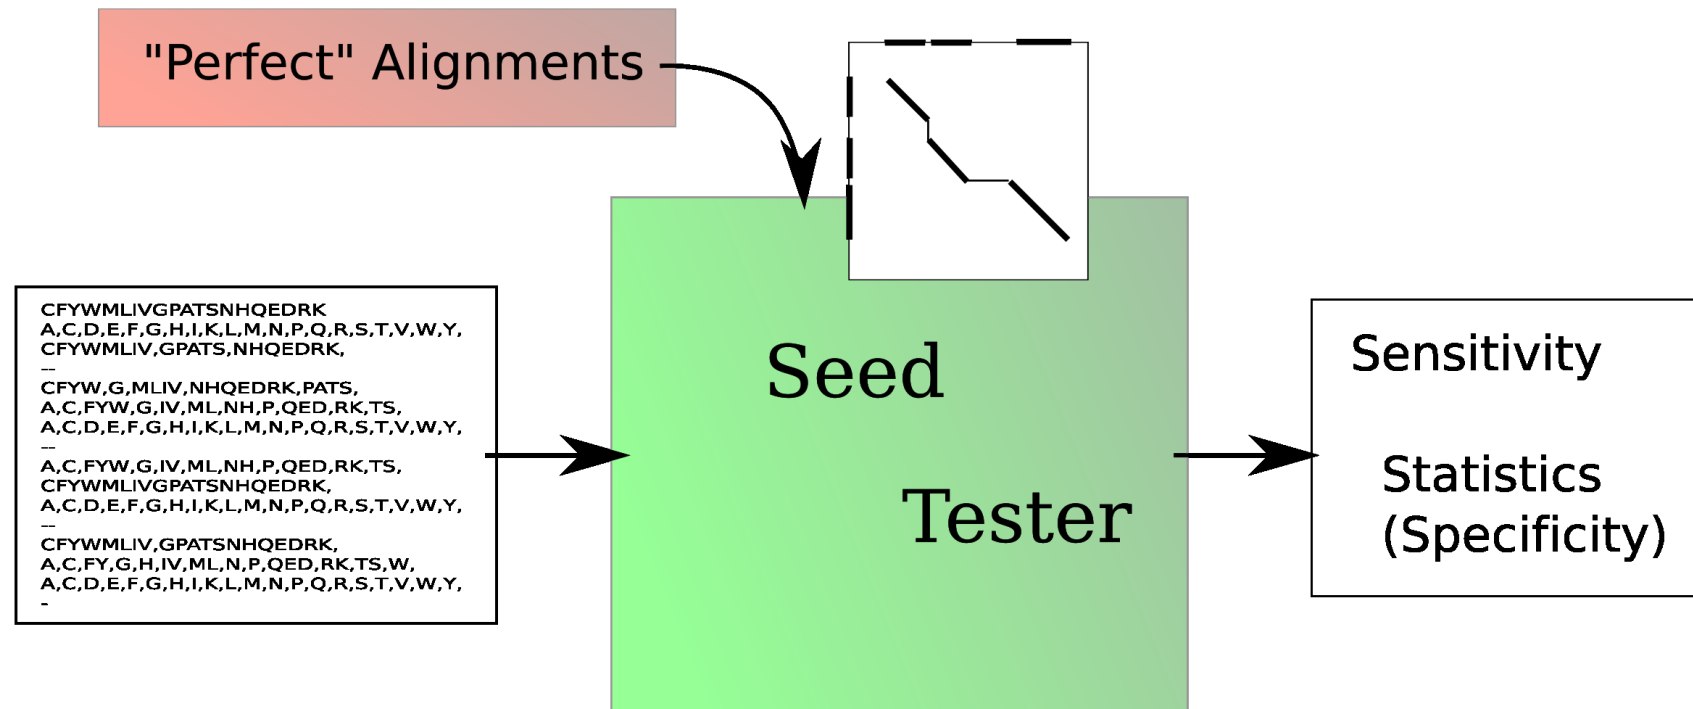 "Perfect" Alignments
CFYWMLIVGPATSNHQEDRK
A,C,D,E,F,G,H,I,K,L,M,N,P,Q,R,S,T,V,W,Y,
CFYWMLIV,GPATS,NHQEDRK,
--
CFYW,G,MLIV,NHQEDRK,PATS,
A,C,FYW,G,IV,ML,NH,P,QED,RK,TS,
A,C,D,E,F,G,H,I,K,L,M,N,P,Q,R,S,T,V,W,Y,
--
A,C,FYW,G,IV,ML,NH,P,QED,RK,TS,
CFYWMLIVGPATSNHQEDRK,
A,C,D,E,F,G,H,I,K,L,M,N,P,Q,R,S,T,V,W,Y,
--
CFYWMLIV,GPATSNHQEDRK,
A,C,FY,G,H,IV,ML,N,P,QED,RK,TS,W,
A,C,D,E,F,G,H,I,K,L,M,N,P,Q,R,S,T,V,W,Y,
-
Seed
Tester
Sensitivity
Statistics
(Specificity)